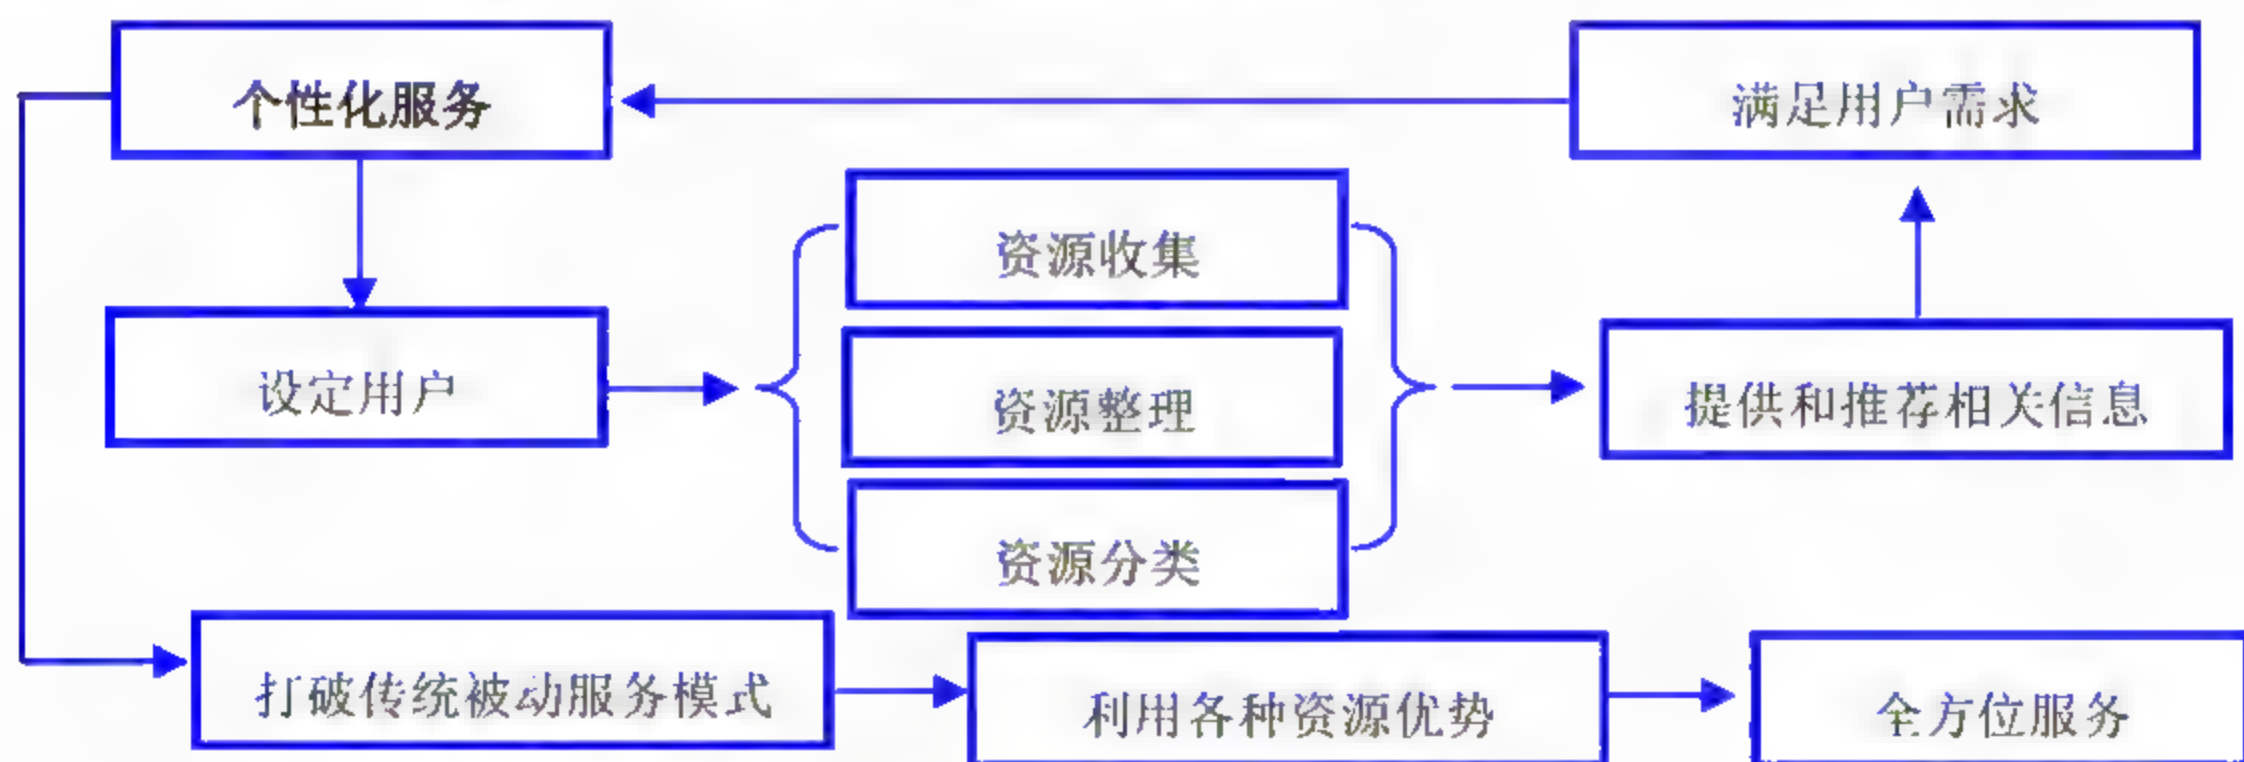 个性化服务
满足用户需求
资源收集
设定用户
资源整理
提供和推荐相关信息
资源分类
打破传统被动服务模式
利用各种资源优势
全方位服务